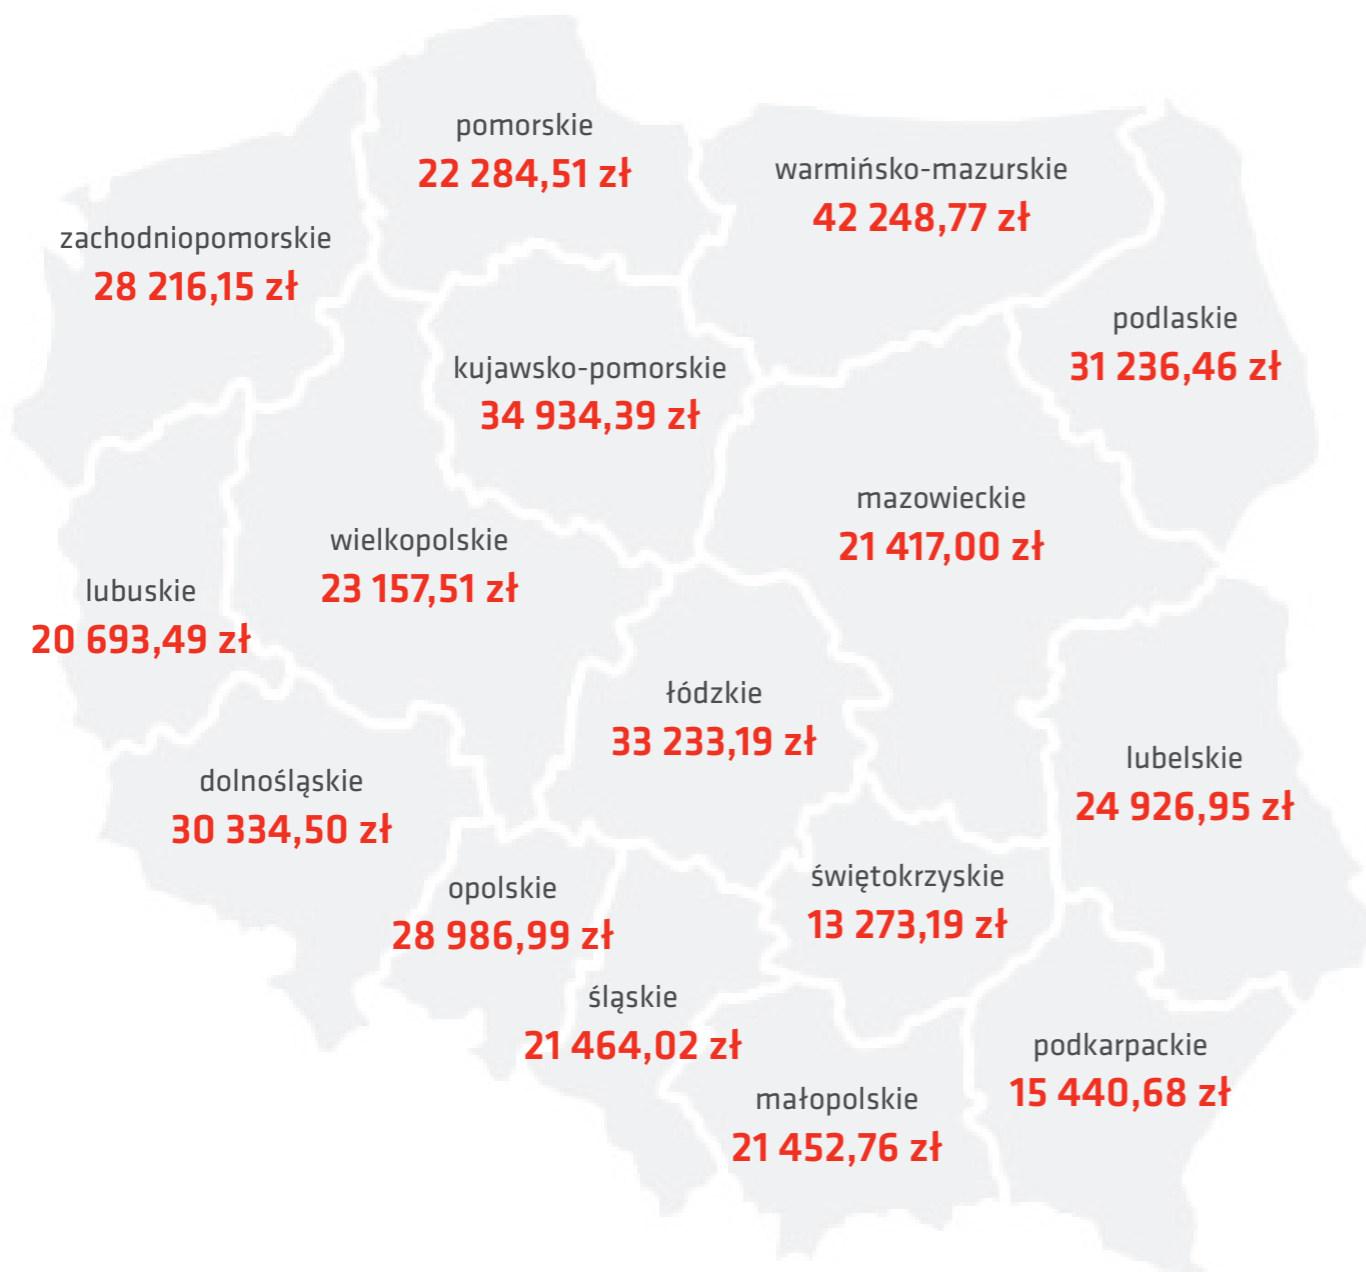 pomorskie
22 284,51 zł
warmińsko-mazurskie
42 248,77 zł
zachodniopomorskie
28 216,15 zł
podlaskie
31 236,46 zł
kujawsko-pomorskie
34 934,39 zł
mazowieckie
21 417,00 zł
wielkopolskie
23 157,51 zł
lubuskie
20 693,49 zł
łódzkie
33 233,19 zł
lubelskie
24 926,95 zł
dolnośląskie
30 334,50 zł
świętokrzyskie
13 273,19 zł
opolskie
28 986,99 zł
śląskie
21 464,02 zł
podkarpackie
15 440,68 zł
małopolskie
21 452,76 zł